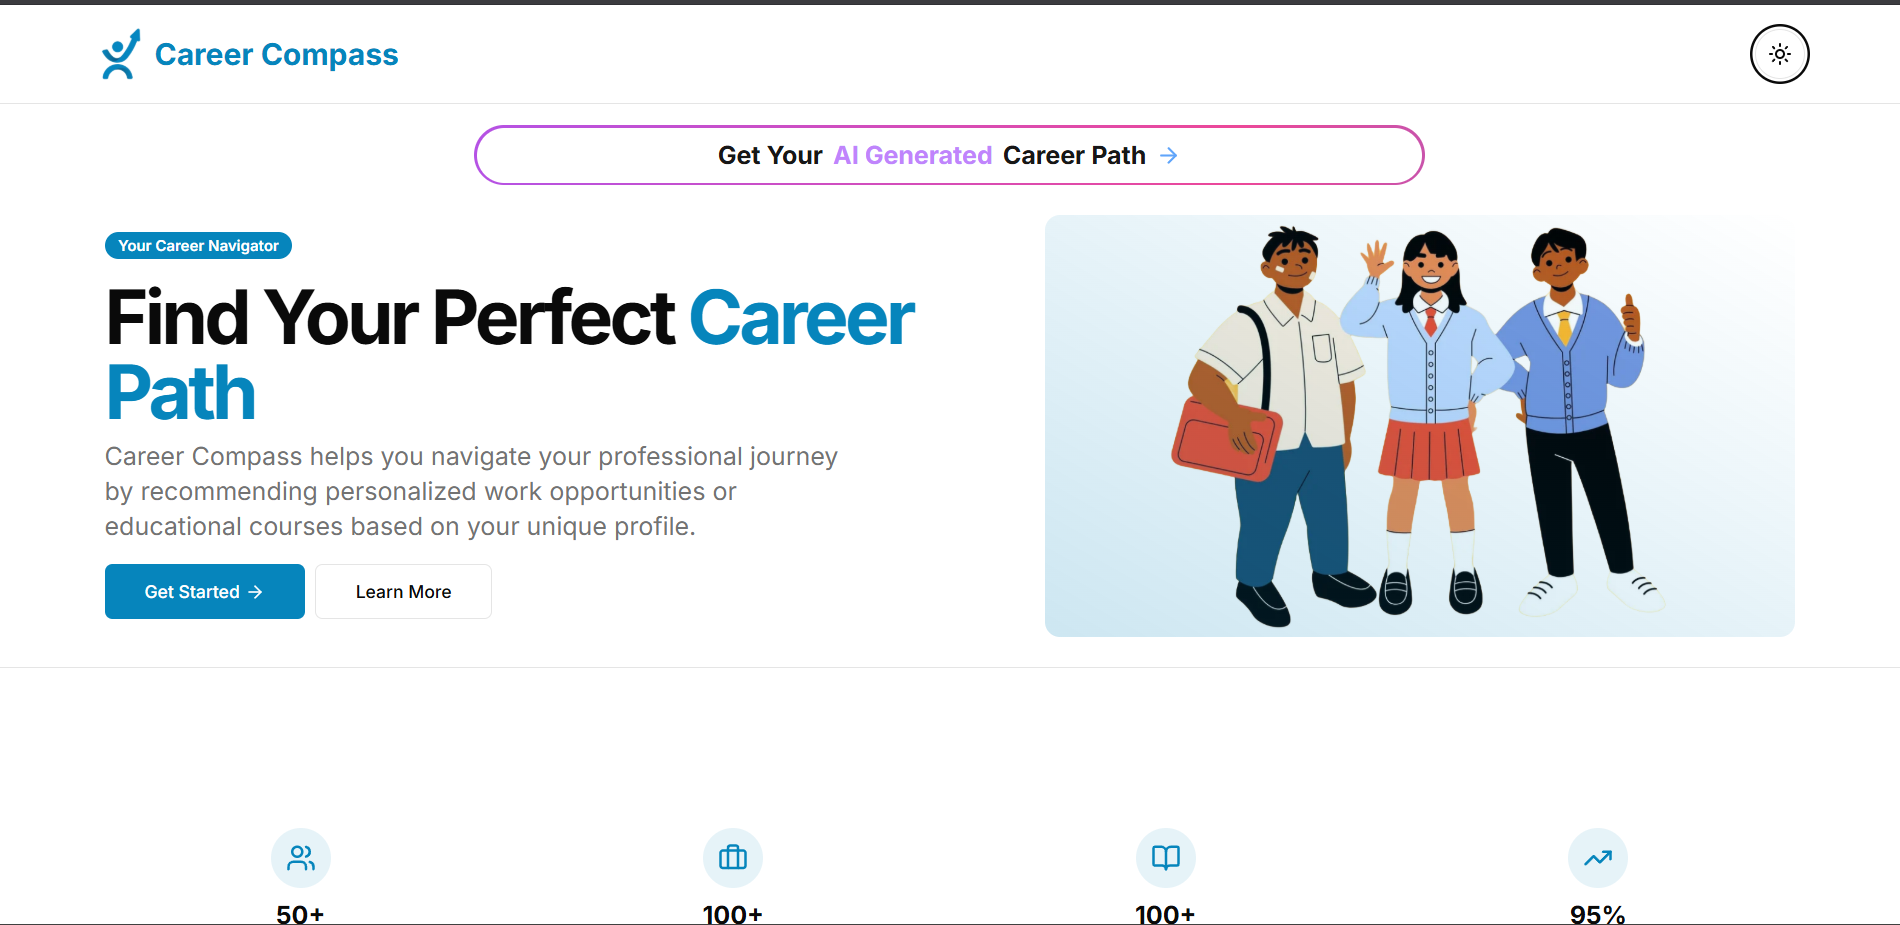 Career Compass
Get Your AI Generated Career Path →
Your Career Navigator
Find Your Perfect Career
Path
Career Compass helps you navigate your professional journey
by recommending personalized work opportunities or
educational courses based on your unique profile.
Get Started →
Learn More
50+
100+
100+
95%